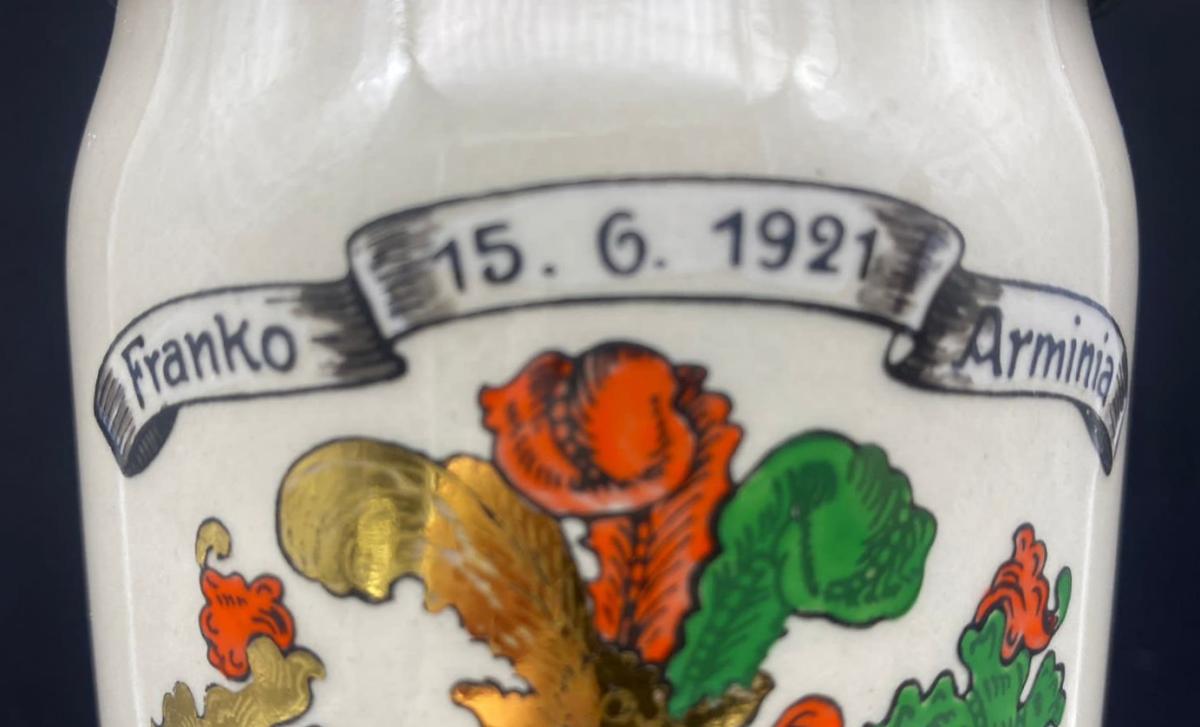 Franko 15. 6. 1921 Arminia